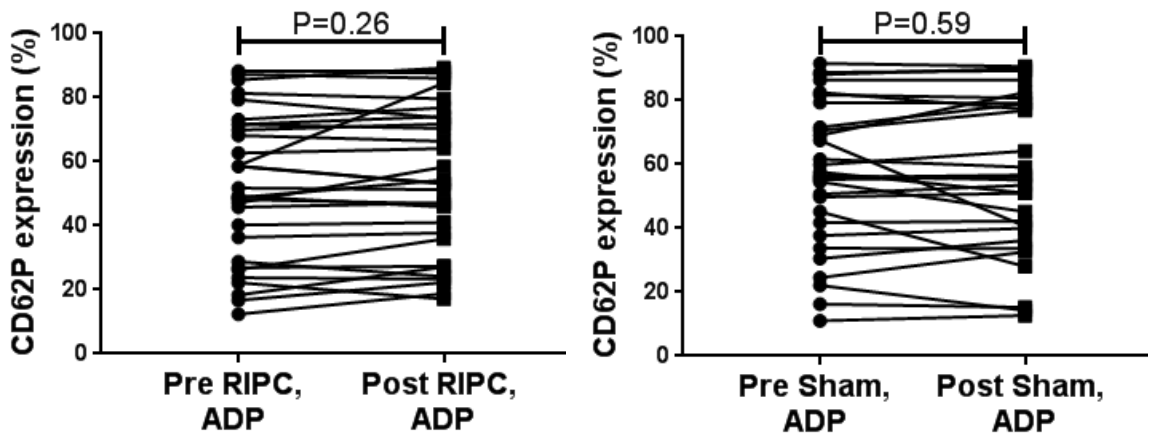 P=0.26
CD62P expression (%)
100
80
60
40
20
0
Pre RIPC,
ADP
Post RIPC,
ADP
P=0.59
CD62P expression (%)
100
80
60
40
20
0
Pre Sham,
ADP
Post Sham,
ADP